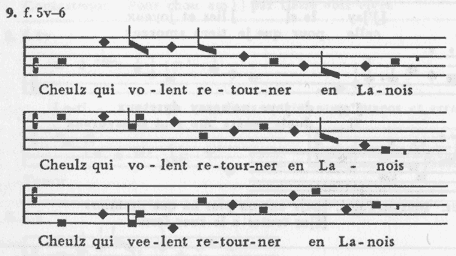 9. f. 5v–6
Cheulz qui vo - lent re - tour - ner en La - nois
Cheulz qui vo - lent re - tour - ner en La - nois
Cheulz qui vee - lent re - tour - ner en La - nois